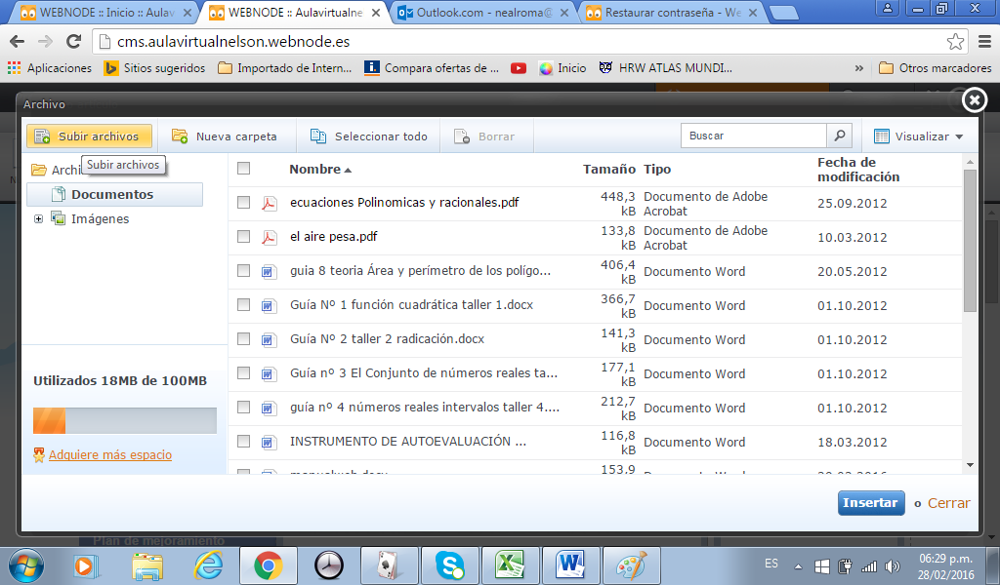 WEBNODE :: Inicio :: Aulav
WEBNODE :: Aulavirtualne
Outlook.com - nealroma@
Restaurar contraseña - We
cms.aulavirtualnelson.webnode.es
Aplicaciones
Sitios sugeridos
Importado de Intern...
Compara ofertas de ...
Inicio
HRW ATLAS MUNDI...
»
Otros marcadores
Archivo
Subir archivos
Nueva carpeta
Seleccionar todo
Borrar
Buscar
Visualizar
Archi
Subir archivos
Documentos
Imágenes
Nombre Tamaño Tipo Fecha de modificación
ecuaciones Polinomicas y racionales.pdf 448,3 kB Documento de Adobe Acrobat 25.09.2012
el aire pesa.pdf 133,8 kB Documento de Adobe Acrobat 10.03.2012
guia 8 teoria Área y perímetro de los polígo... 406,4 kB Documento Word 20.05.2012
Guía Nº 1 función cuadrática taller 1.docx 366,7 kB Documento Word 01.10.2012
Guía Nº 2 taller 2 radicación.docx 141,3 kB Documento Word 01.10.2012
Guía nº 3 El Conjunto de números reales ta... 177,1 kB Documento Word 01.10.2012
guía nº 4 números reales intervalos taller 4.... 212,7 kB Documento Word 01.10.2012
INSTRUMENTO DE AUTOEVALUACIÓN ... 116,8 kB Documento Word 18.03.2012
manualweb.docx 153,9 Documento Word
Utilizados 18MB de 100MB
Adquiere más espacio
Insertar
o Cerrar
Plan de mejoramiento
ES
06:29 p.m.
28/02/2016